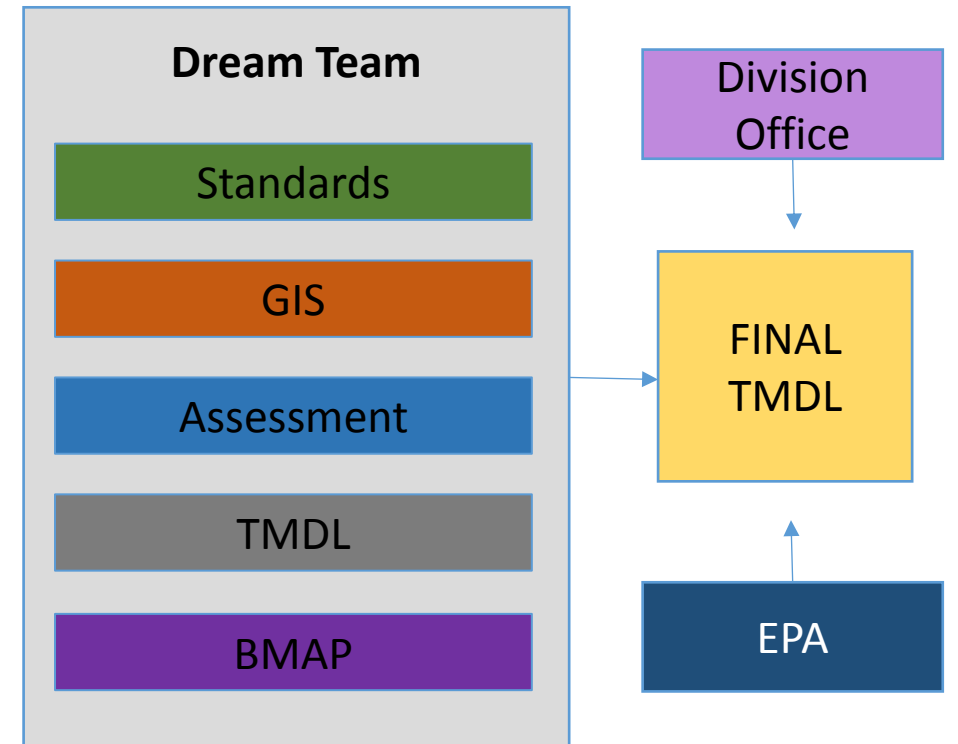 Dream Team
Standards
GIS
Assessment
TMDL
BMAP
Division
Office
FINAL
TMDL
EPA